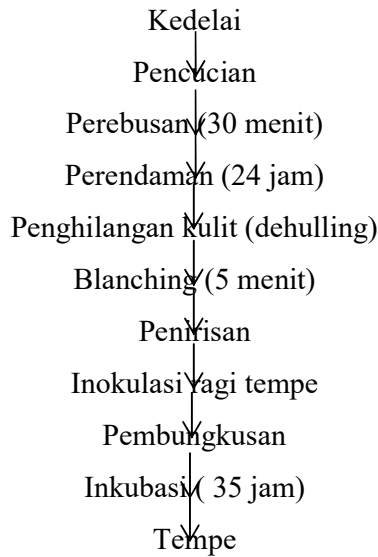 Kedelai
Pencucian
Perebusan (30 menit)
Perendaman (24 jam)
Penghilangan kulit (dehulling)
Blanching (5 menit)
Penirisan
Inokulasi ragi tempe
Pembungkusan
Inkubasi ( 35 jam)
Tempe